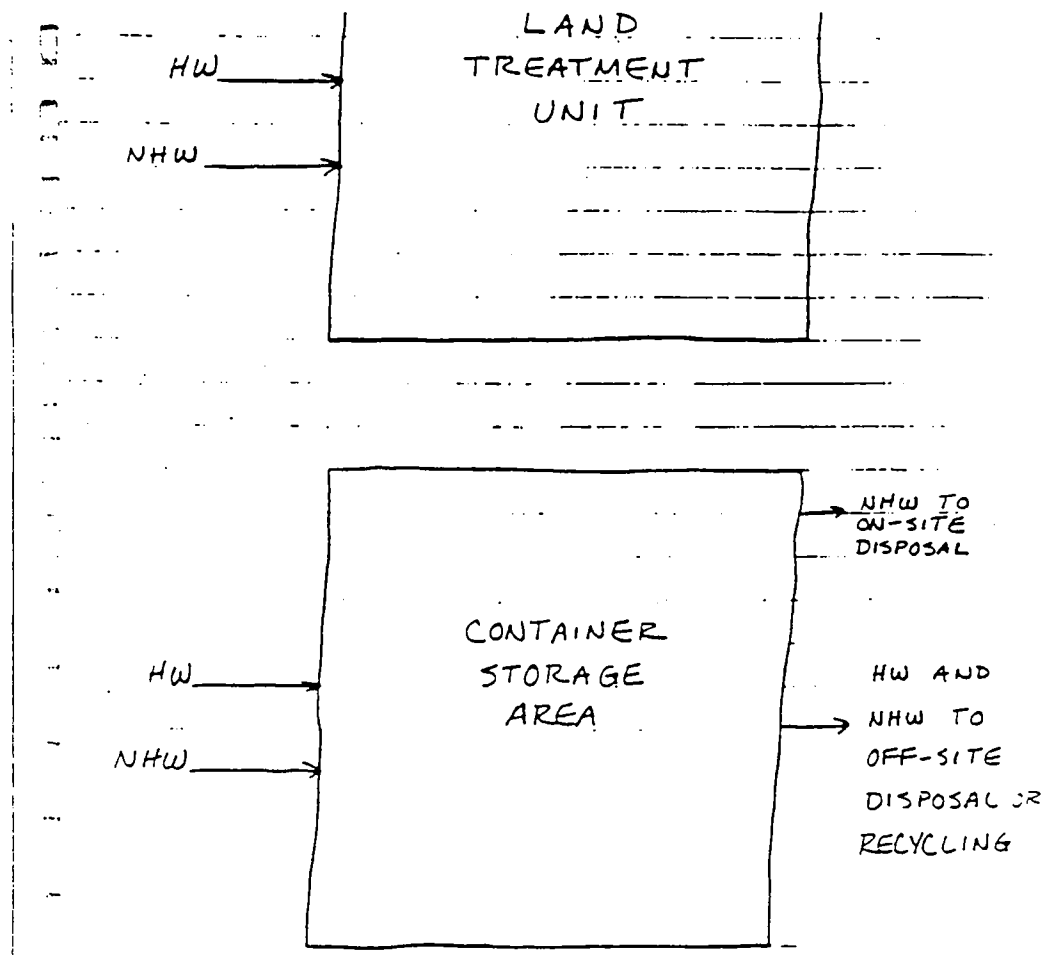 LAND
TREATMENT
UNIT
HW
NHW
NHW TO
ON-SITE
DISPOSAL
CONTAINER
STORAGE
AREA
HW
NHW
HW AND
NHW TO
OFF-SITE
DISPOSAL OR
RECYCLING